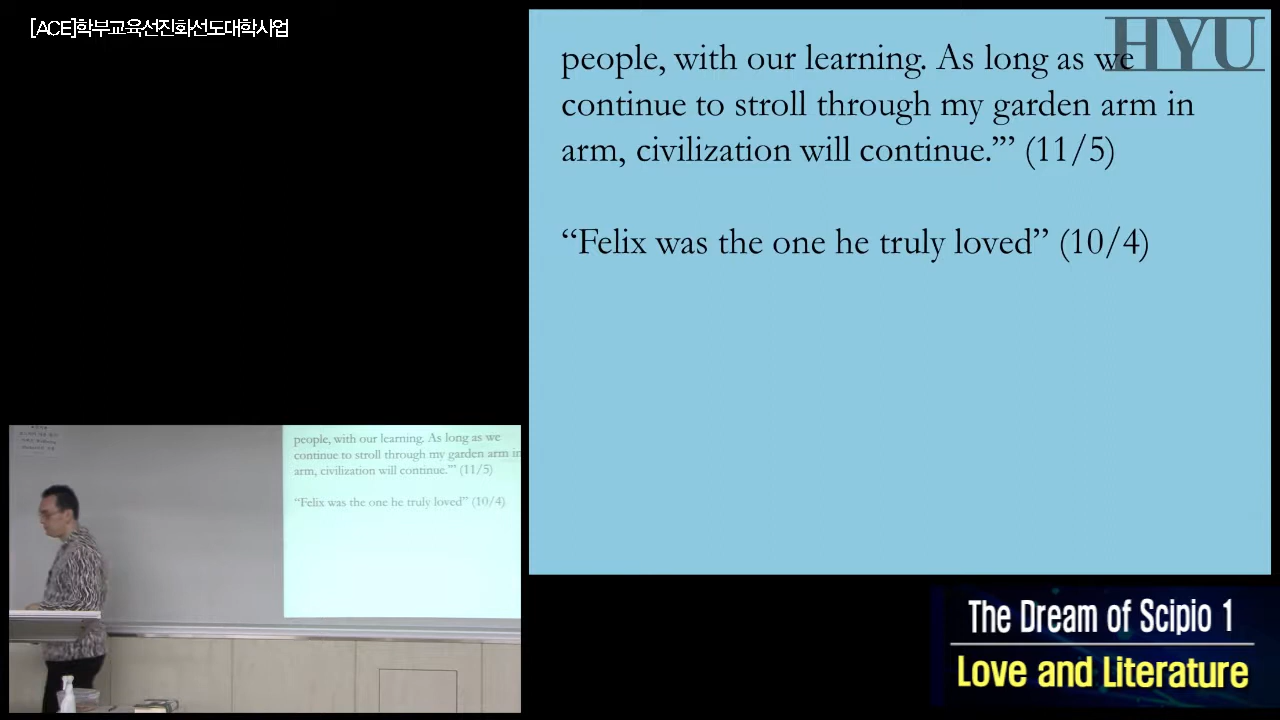 [ACE]학부교육선진화선도대학사업
HYU
people, with our learning. As long as we
continue to stroll through my garden arm in
arm, civilization will continue.’” (11/5)
“Felix was the one he truly loved” (10/4)
people, with our learning. As long as we
continue to stroll through my garden arm in
arm, civilization will continue.’” (11/5)
“Felix was the one he truly loved” (10/4)
The Dream of Scipio 1
Love and Literature